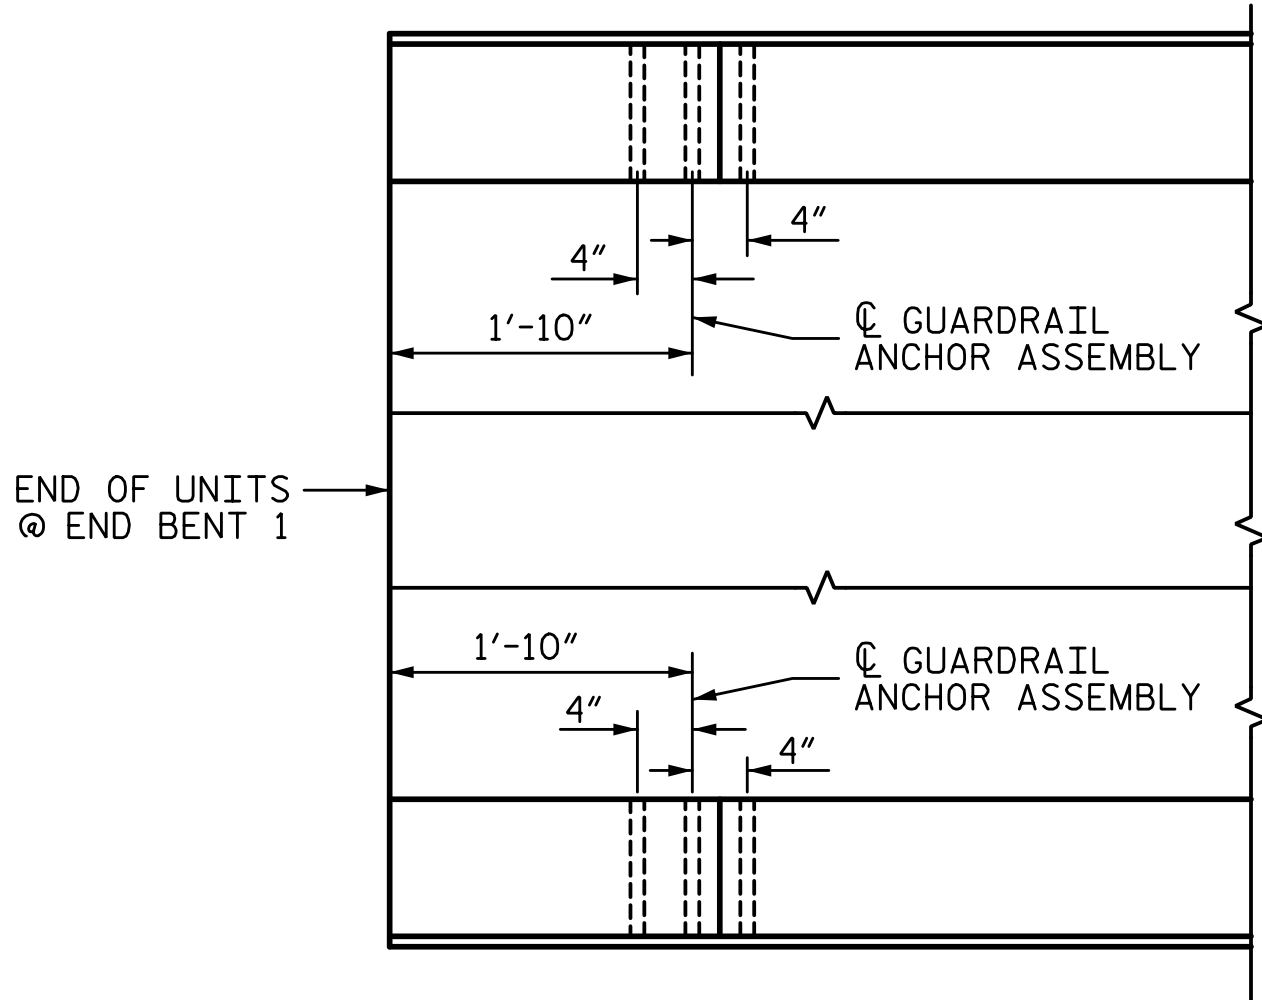 4"
4"
1'-10"
℄ GUARDRAIL
ANCHOR ASSEMBLY
END OF UNITS
@ END BENT 1
1'-10"
℄ GUARDRAIL
ANCHOR ASSEMBLY
4"
4"